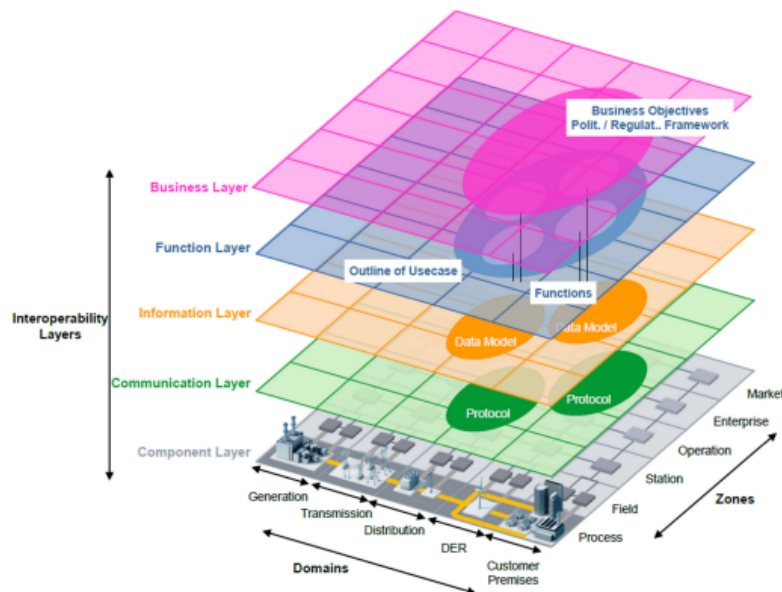 Business Objectives
Polit. / Regulat.. Framework
Business Layer
Function Layer
Outline of Usecase
Functions
Interoperability
Layers
Information Layer
Data Model
Data Model
Communication Layer
Protocol
Protocol
Component Layer
Market
Enterprise
Operation
Station
Field
Process
Zones
Generation
Transmission
Distribution
DER
Customer
Premises
Domains